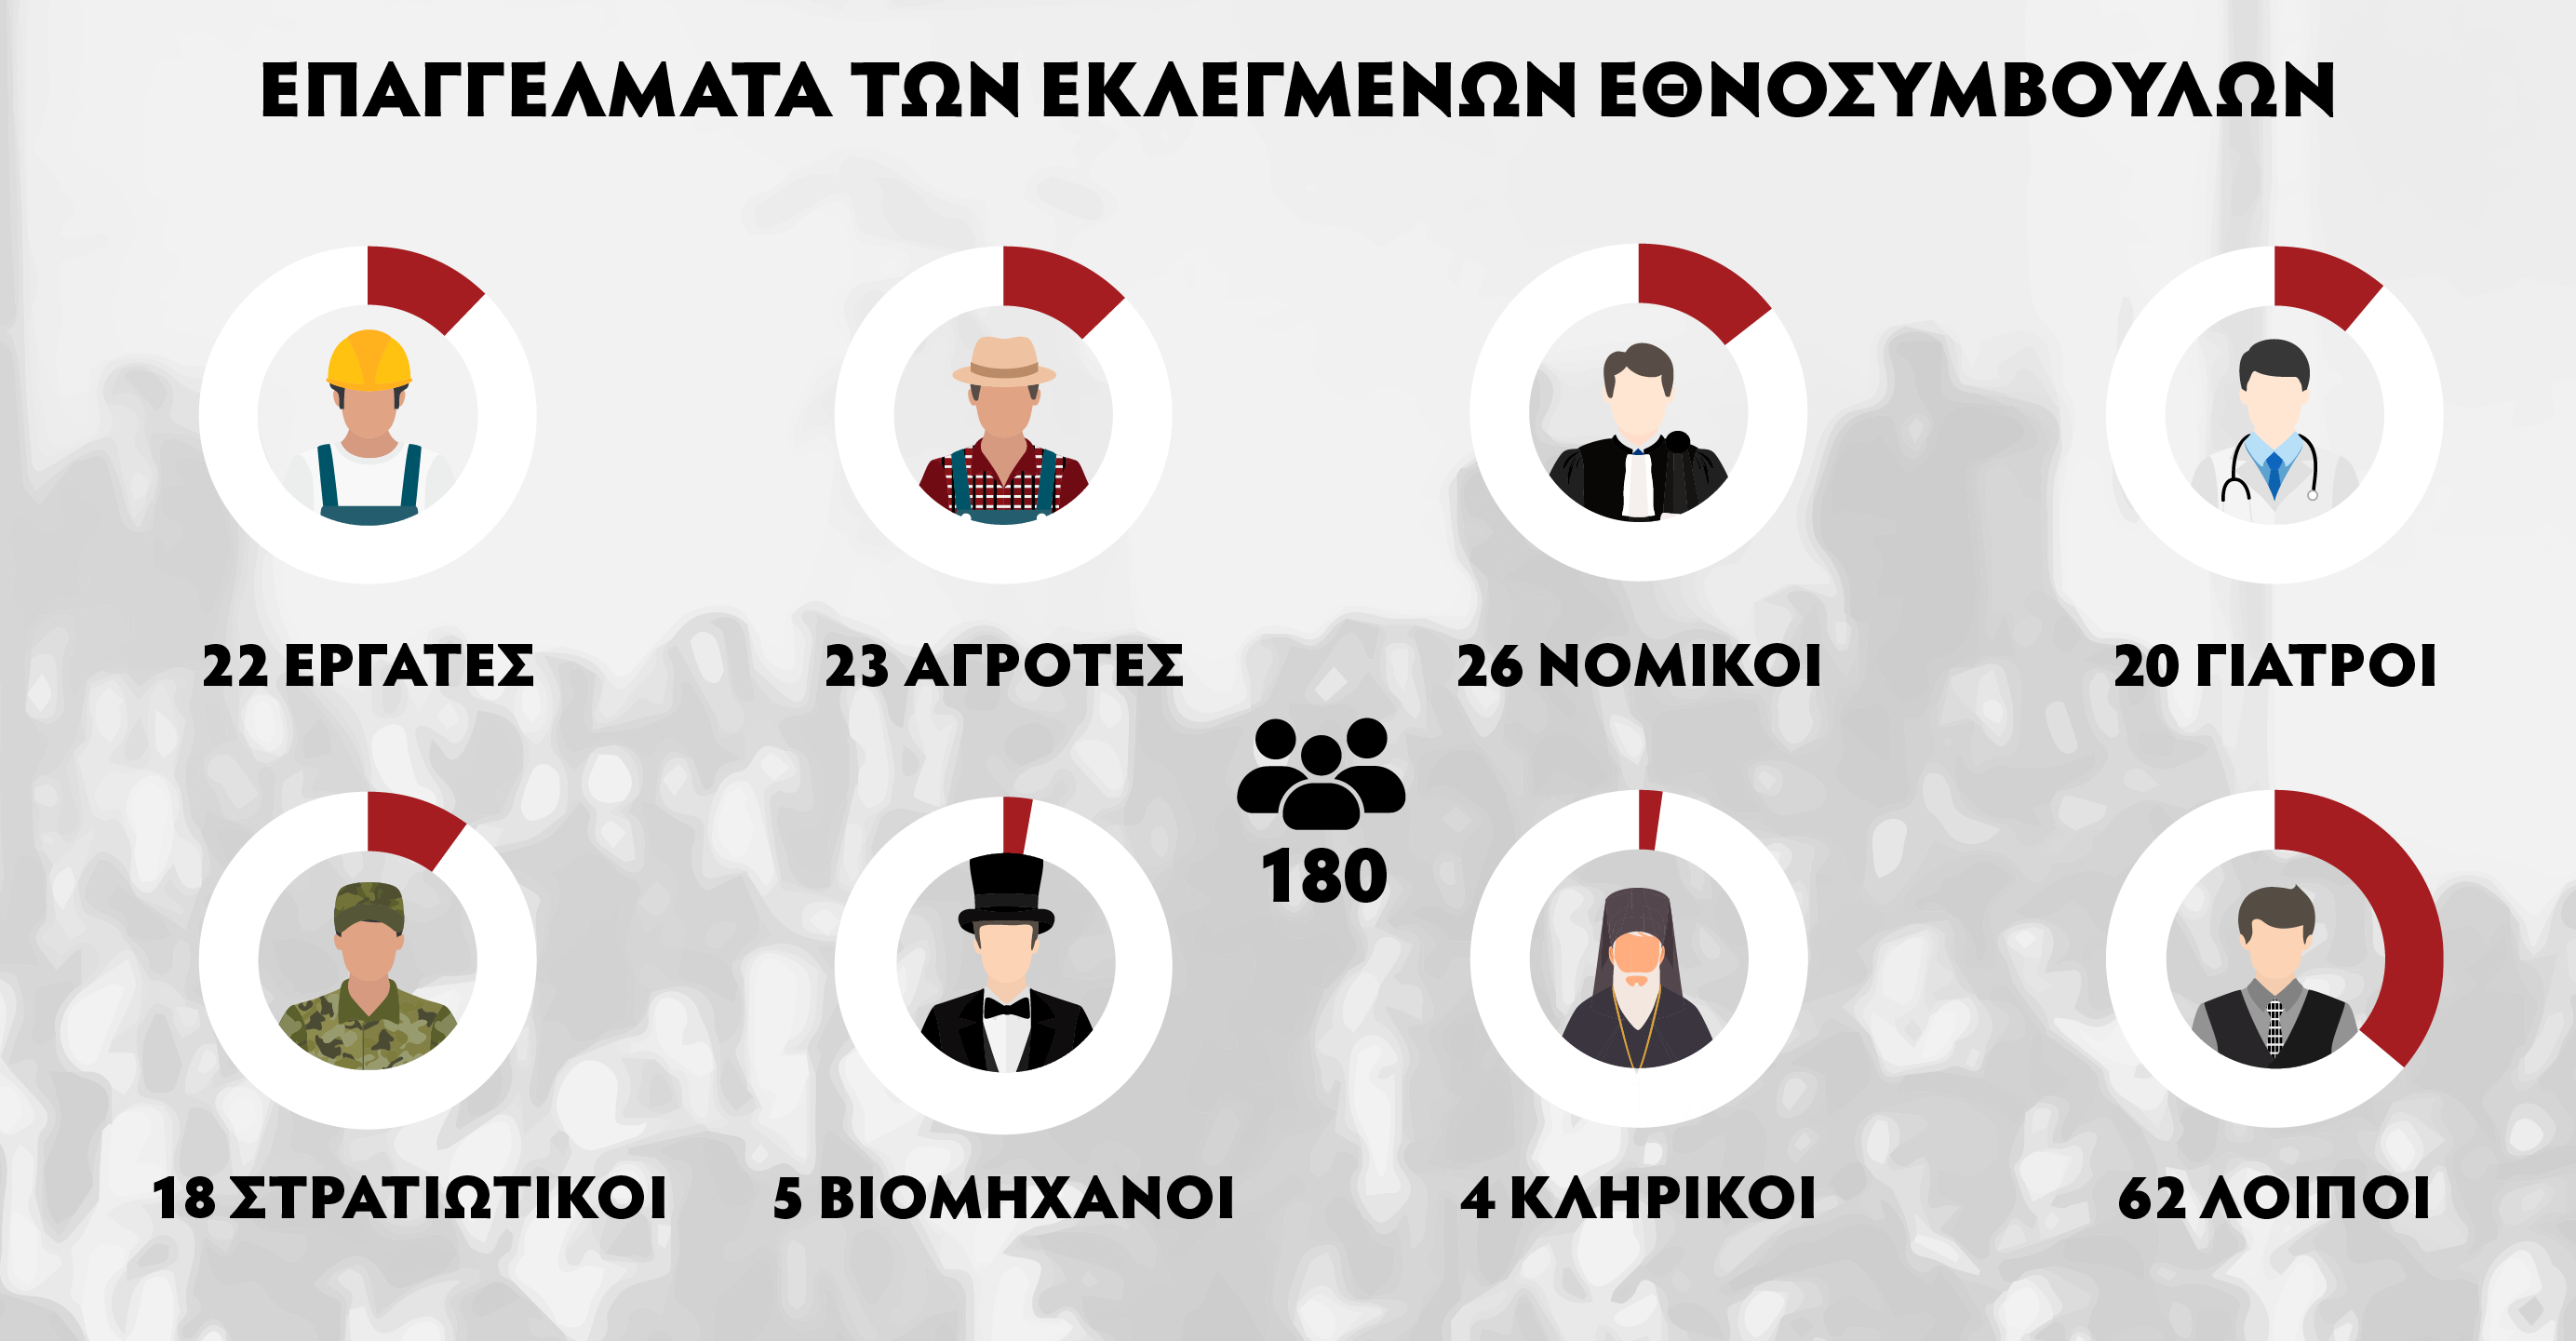 ΕΠΑΓΓΕΛΜΑΤΑ ΤΩΝ ΕΚΛΕΓΜΕΝΩΝ ΕΘΝΟΣΥΜΒΟΥΛΩΝ
22 ΕΡΓΑΤΕΣ
23 ΑΓΡΟΤΕΣ
26 ΝΟΜΙΚΟΙ
20 ΓΙΑΤΡΟΙ
180
18 ΣΤΡΑΤΙΩΤΙΚΟΙ
5 ΒΙΟΜΗΧΑΝΟΙ
4 ΚΛΗΡΙΚΟΙ
62 ΛΟΙΠΟΙ